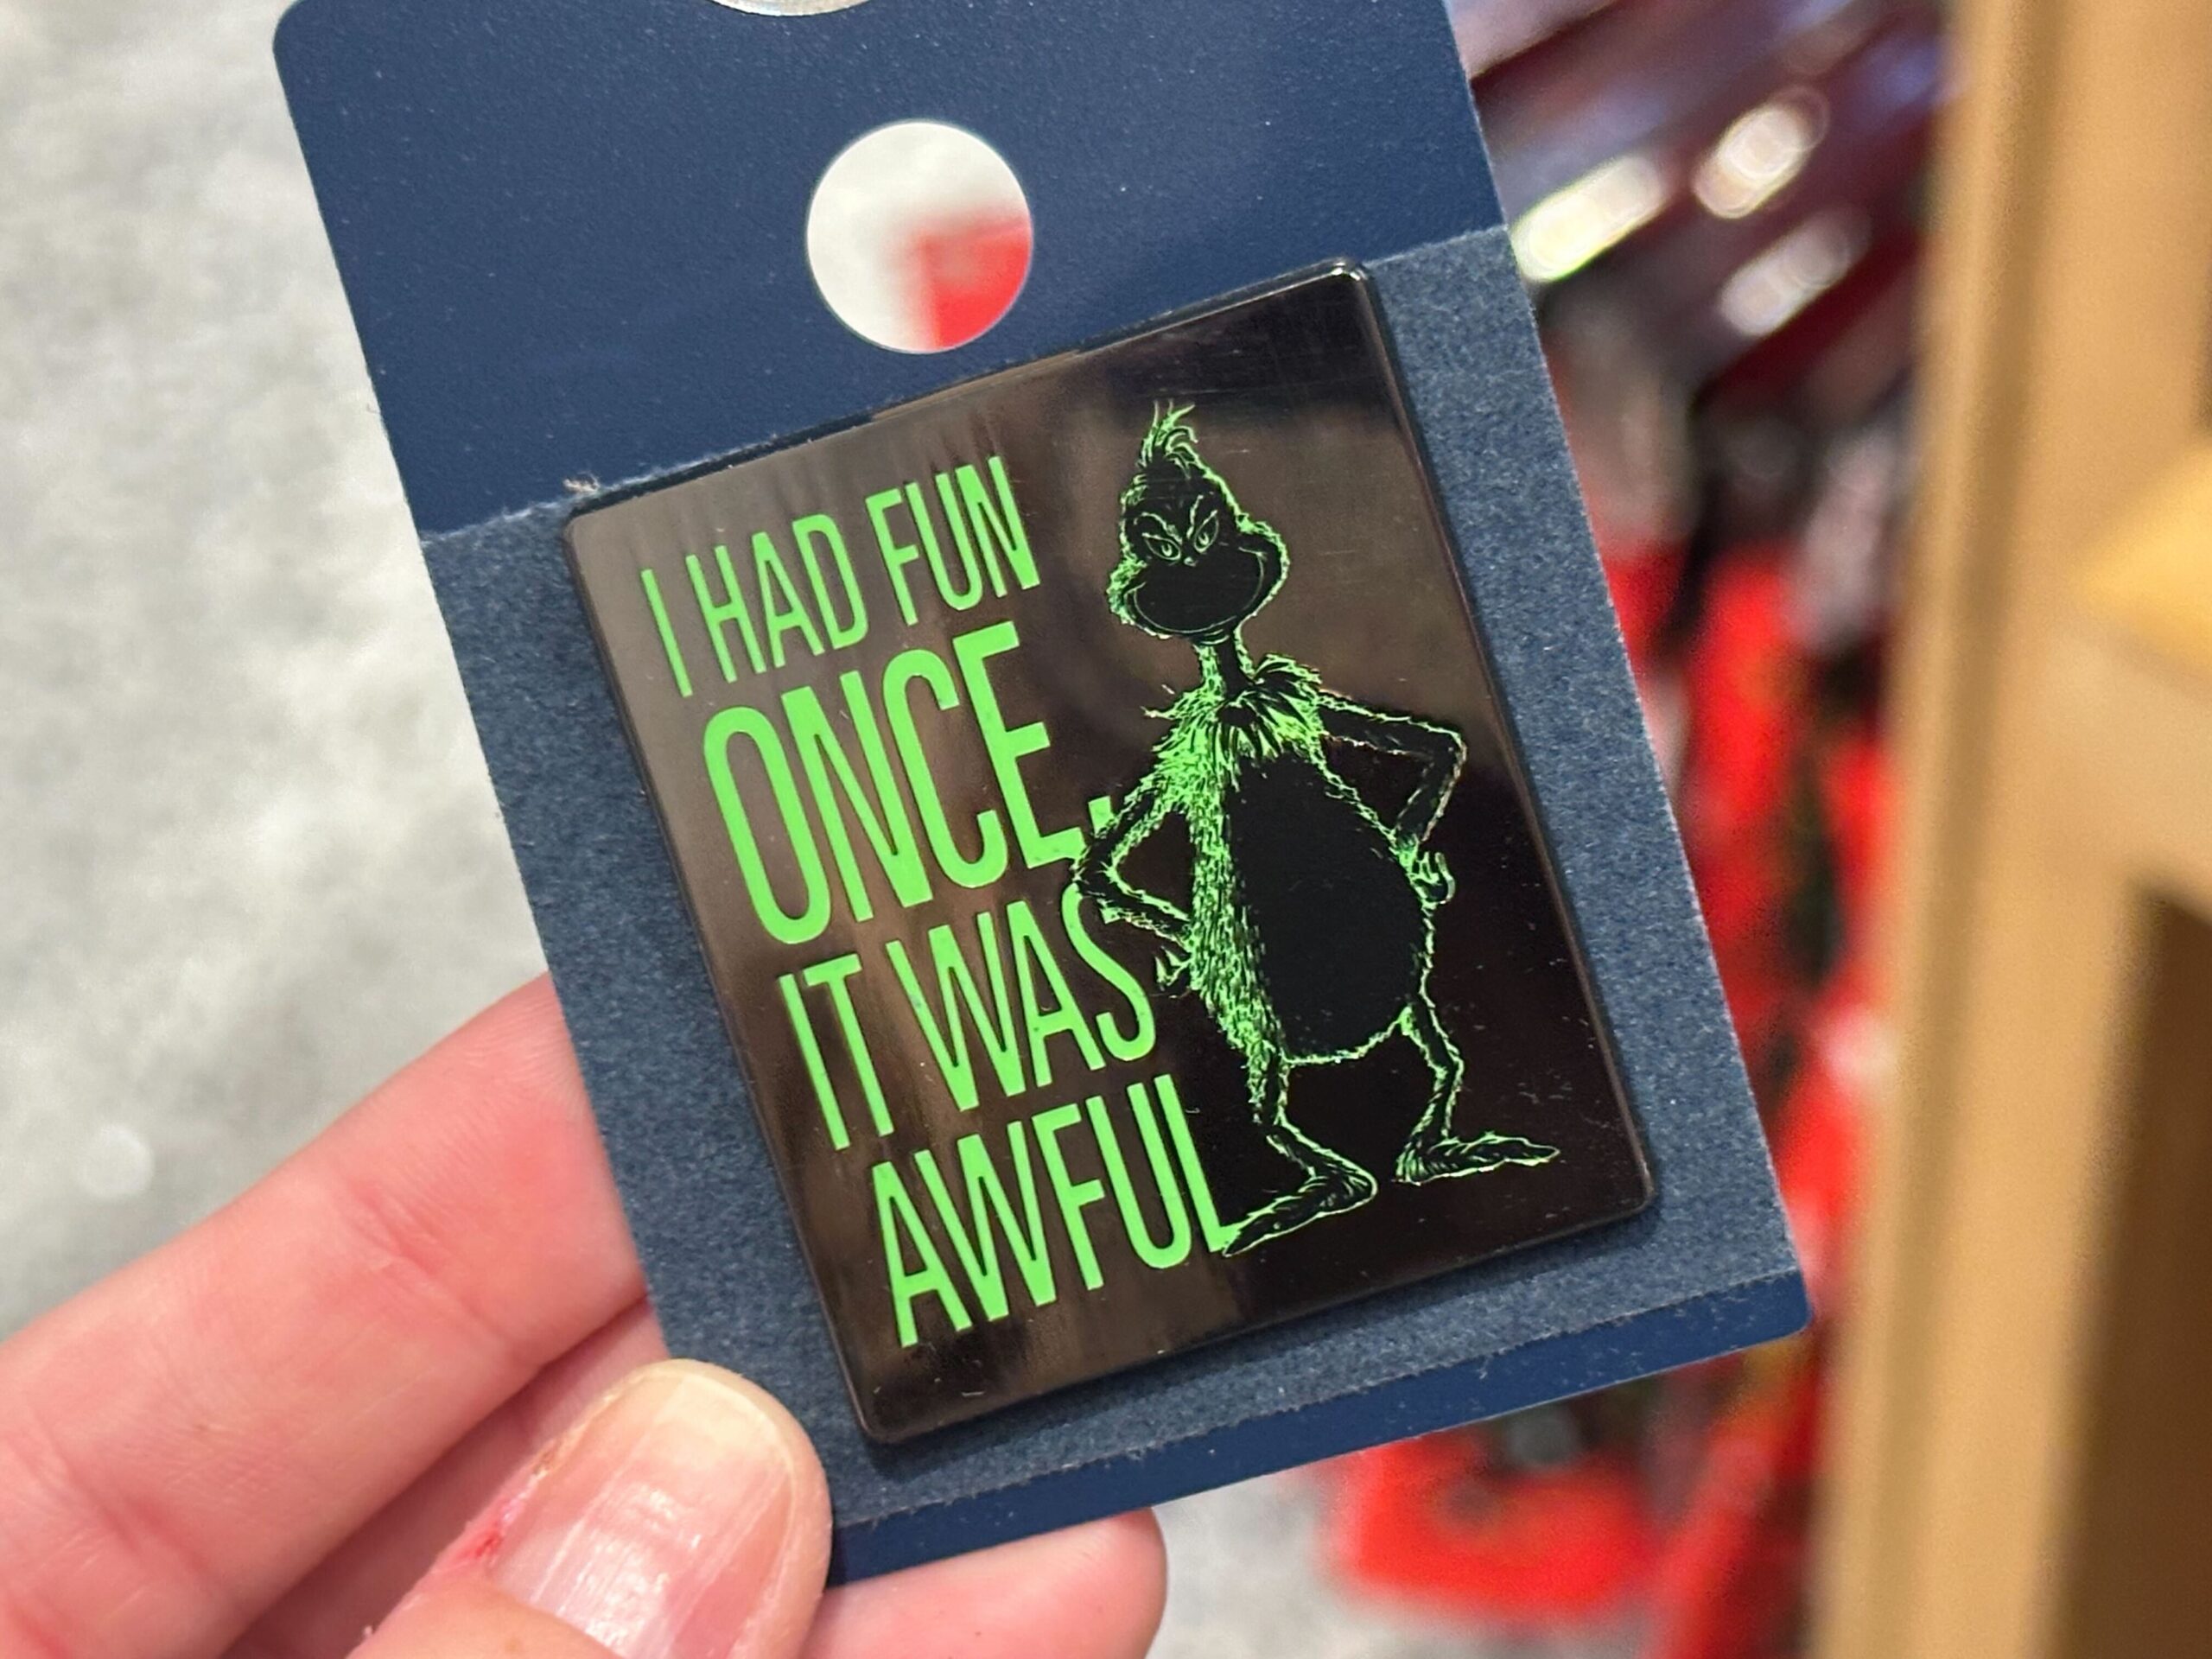 I HAD FUN
ONCE.
IT WAS
AWFUL